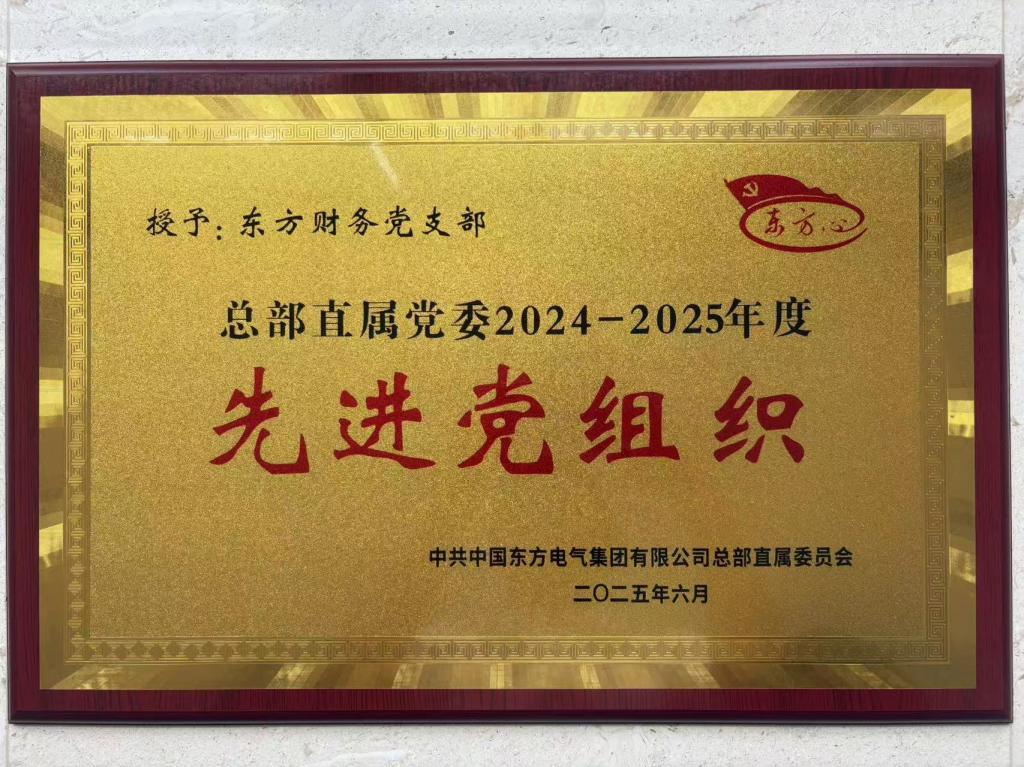 授予：东方财务党支部
东方心
总部直属党委2024-2025年度
先进党组织
中共中国东方电气集团有限公司总部直属委员会
二〇二五年六月